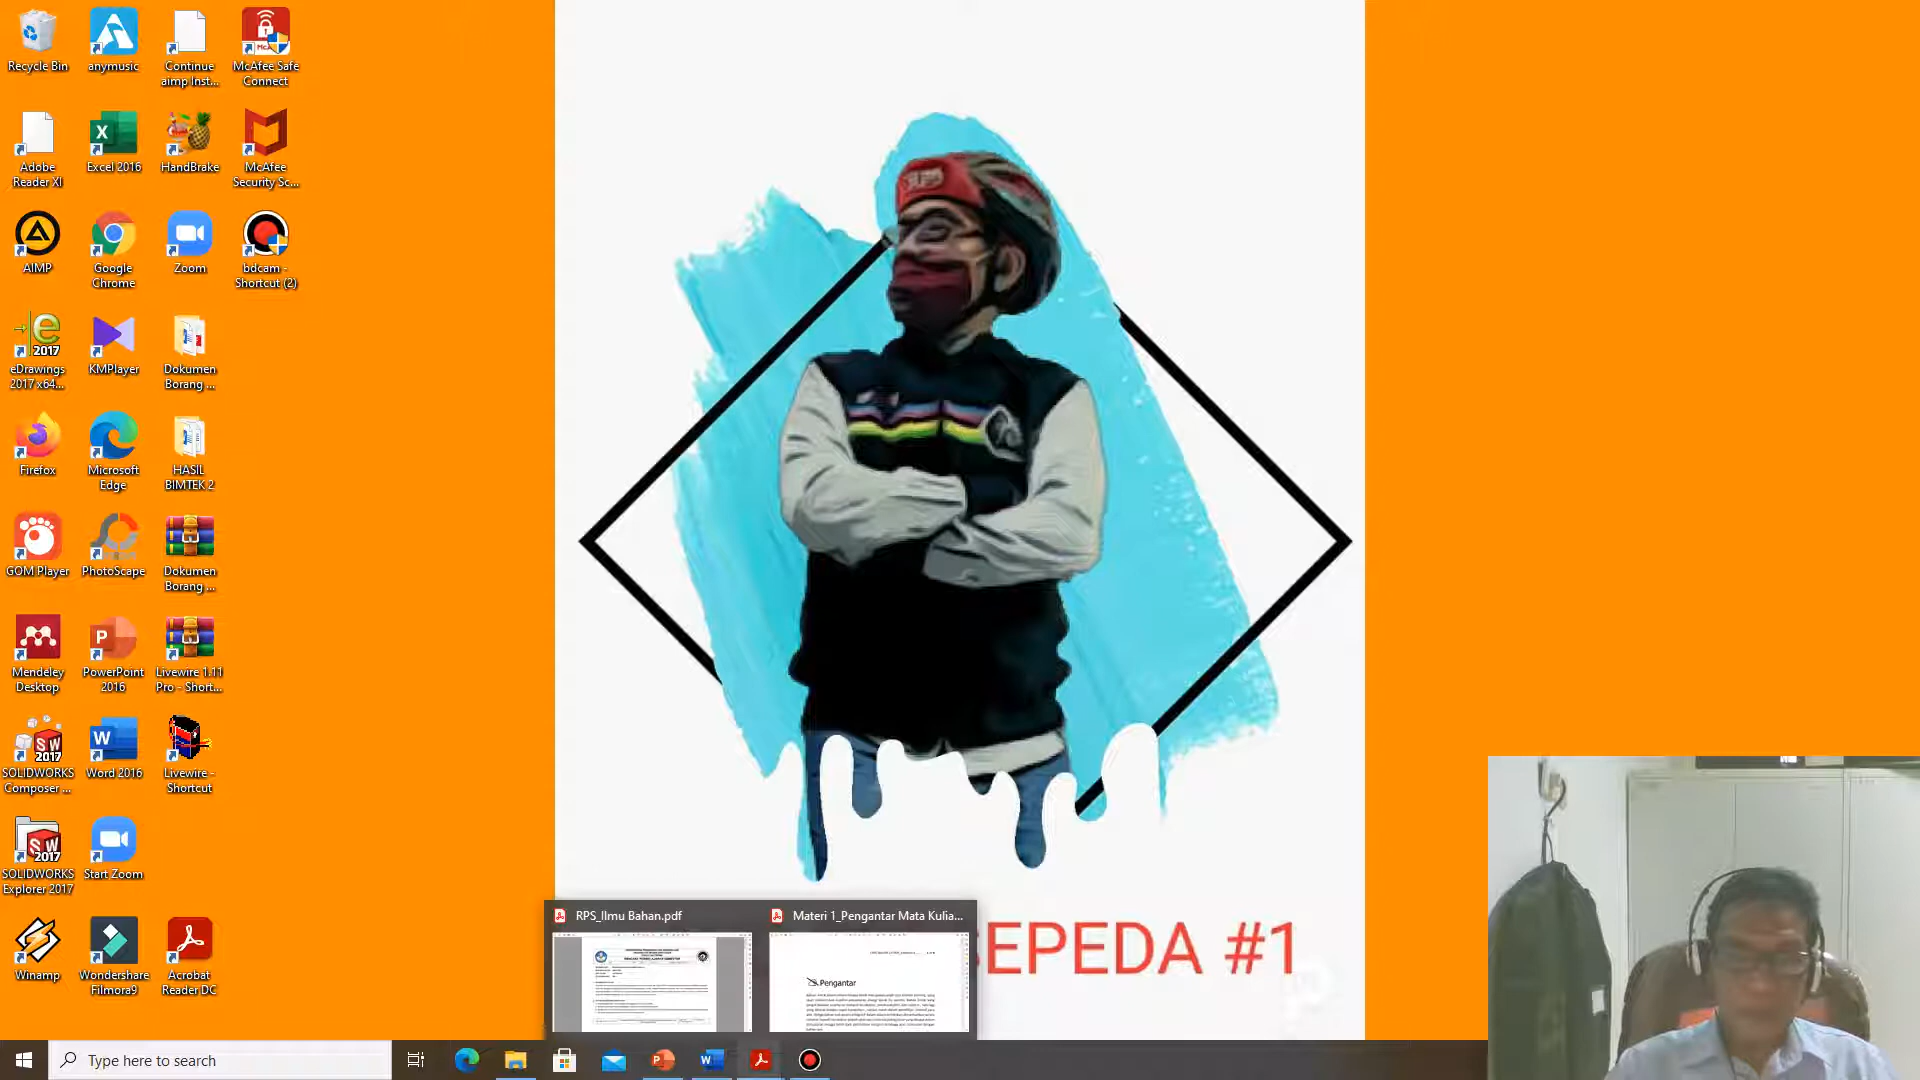 Recycle Bin
anymusic
Continue
aimp Inst...
McAfee Safe
Connect
Adobe
Reader XI
Excel 2016
HandBrake
McAfee
Security Sc...
AIMP
Google
Chrome
Zoom
bdcam -
Shortcut (2)
eDrawings
2017 x64...
KMPlayer
Dokumen
Borang ...
Firefox
Microsoft
Edge
HASIL
BIMTEK 2
GOM Player
PhotoScape
Dokumen
Borang ...
Mendeley
Desktop
PowerPoint
2016
Livewire 1.11
Pro - Short...
SOLIDWORKS
Composer ...
Word 2016
Livewire -
Shortcut
SOLIDWORKS
Explorer 2017
Start Zoom
Winamp
Wondershare
Filmora9
Acrobat
Reader DC
RPS_Ilmu Bahan.pdf
Materi 1_Pengantar Mata Kulia...
Pengantar
SEPEDA #1
Type here to search